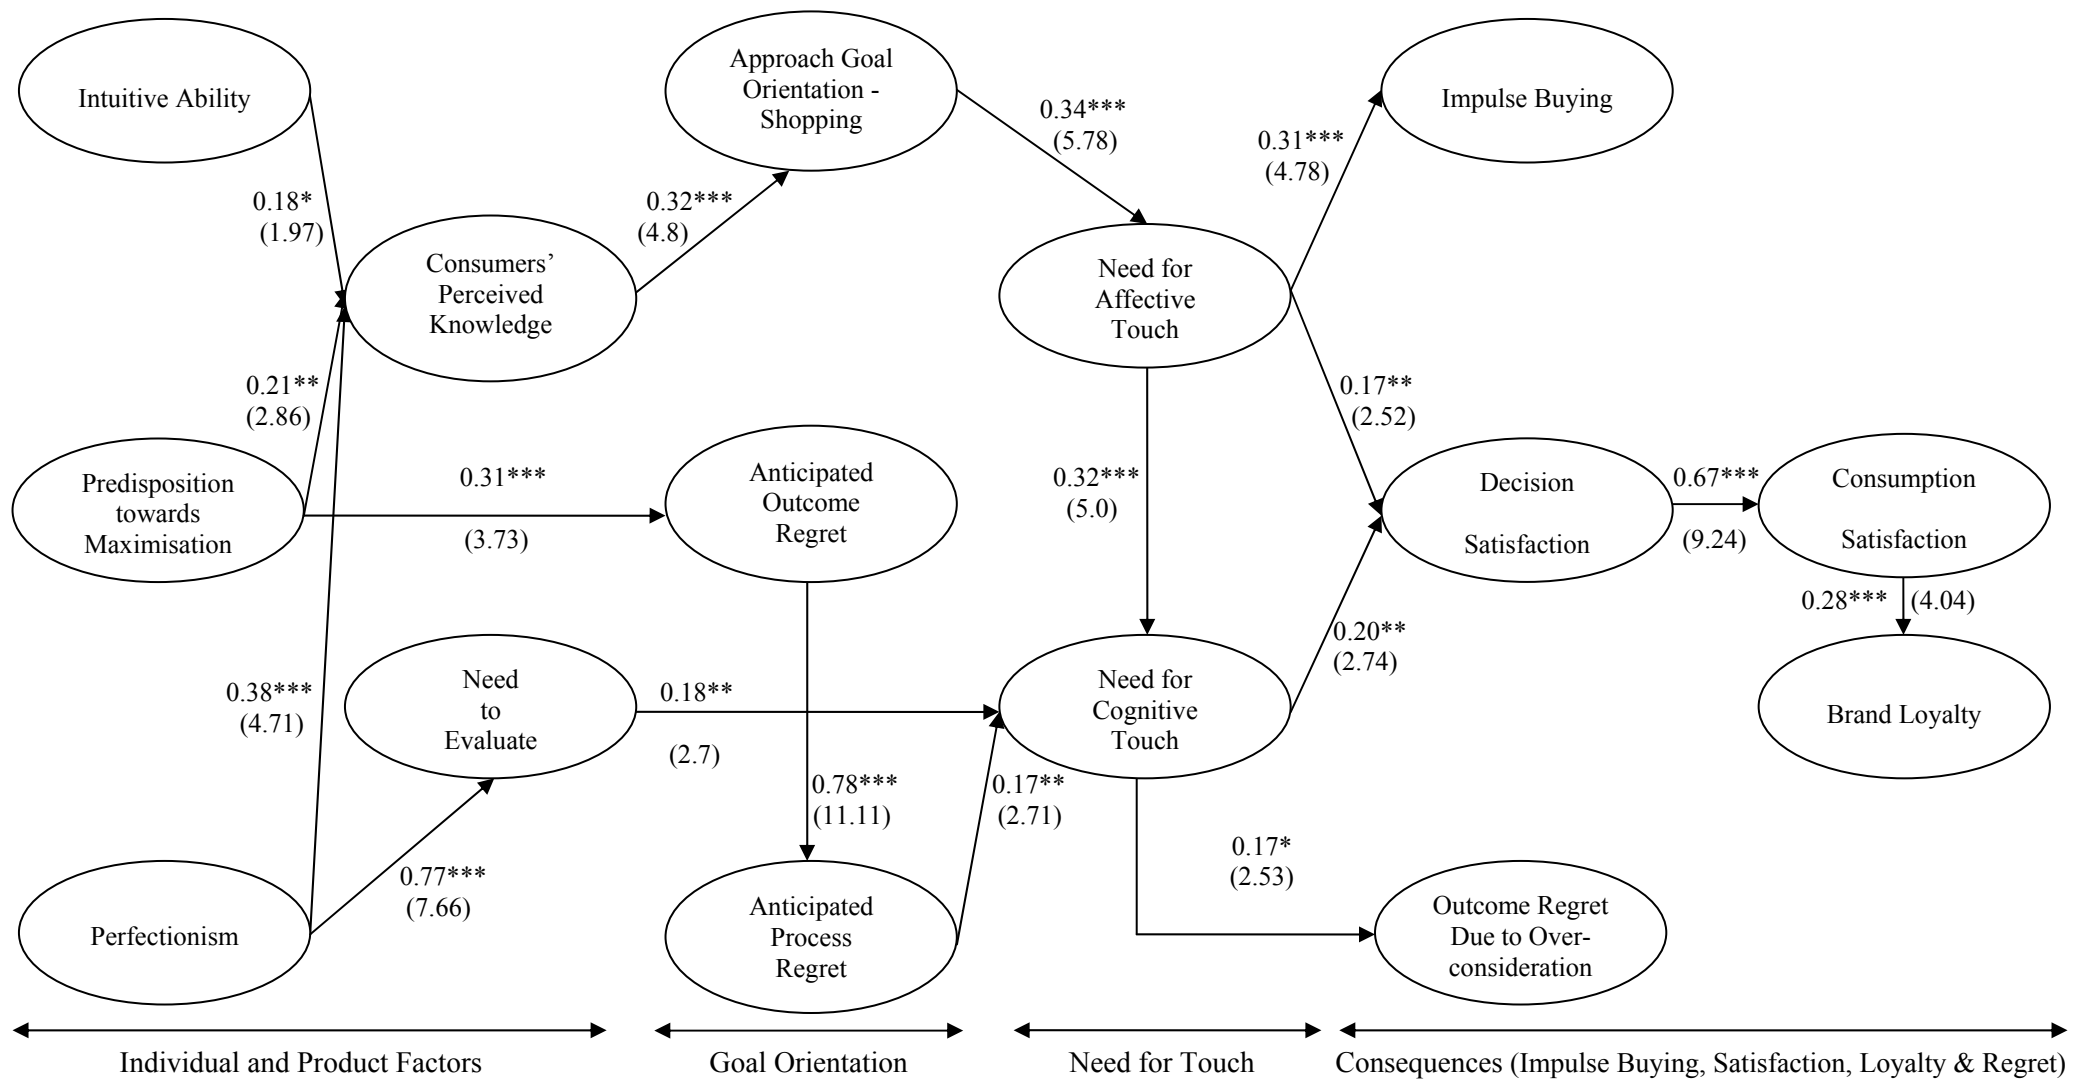 Intuitive Ability
Approach Goal
Orientation -
Shopping
Impulse Buying
0.34***
(5.78)
0.31***
(4.78)
0.18*
(1.97)
0.32***
(4.8)
Consumers’
Perceived
Knowledge
Need for
Affective
Touch
0.21**
(2.86)
0.17**
(2.52)
Predisposition
towards
Maximisation
0.31***
(3.73)
Anticipated
Outcome
Regret
0.32***
(5.0)
Decision
Satisfaction
0.67***
(9.24)
Consumption
Satisfaction
0.28***
(4.04)
0.20**
(2.74)
0.38***
(4.71)
Need
to
Evaluate
0.18**
(2.7)
Need for
Cognitive
Touch
Brand Loyalty
0.78***
(11.11)
0.17**
(2.71)
0.77***
(7.66)
0.17*
(2.53)
Perfectionism
Anticipated
Process
Regret
Outcome Regret
Due to Over-
consideration
Individual and Product Factors
Goal Orientation
Need for Touch
Consequences (Impulse Buying, Satisfaction, Loyalty & Regret)